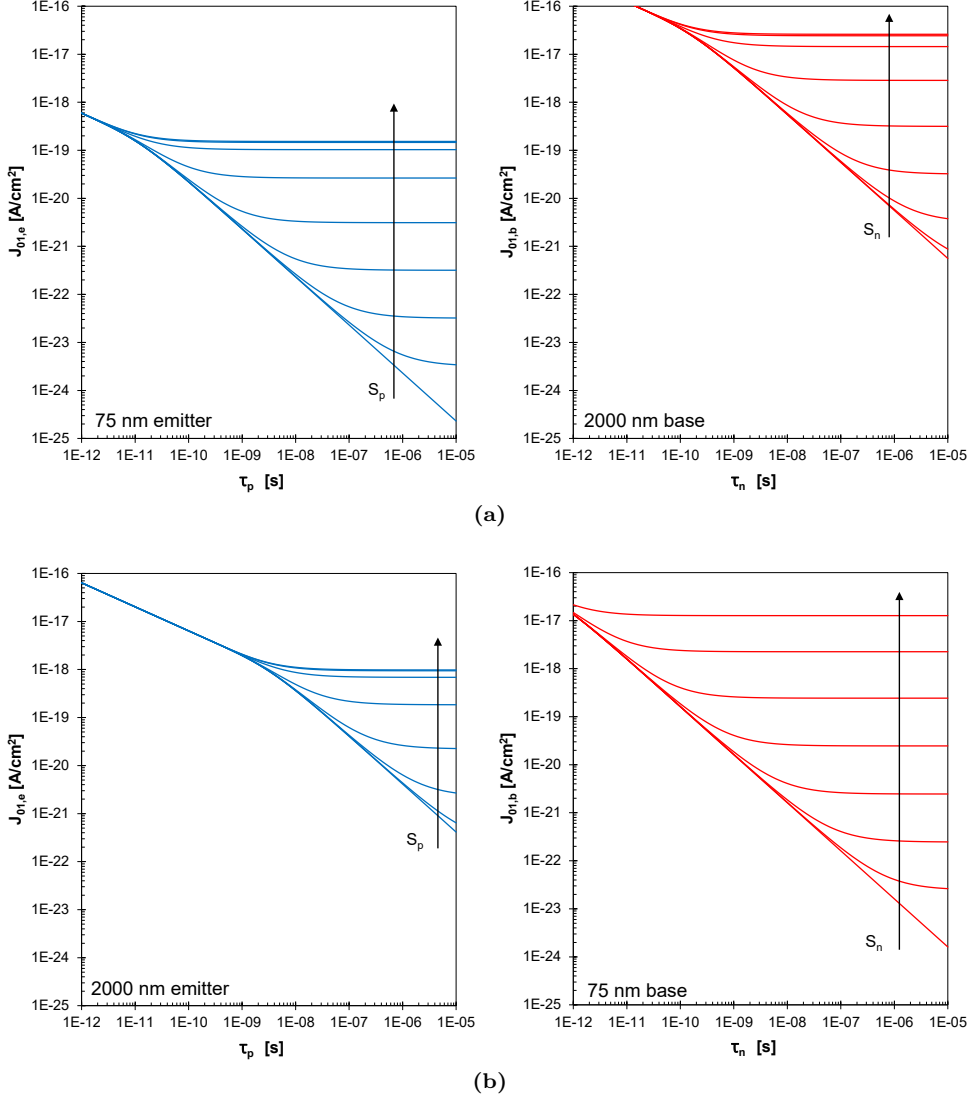 1E-16
1E-17
1E-18
1E-19
1E-20
1E-21
1E-22
1E-23
1E-24
1E-25
J01,e [A/cm2]
Sp
75 nm emitter
1E-12 1E-11 1E-10 1E-09 1E-08 1E-07 1E-06 1E-05
τp [s]
1E-16
1E-17
1E-18
1E-19
1E-20
1E-21
1E-22
1E-23
1E-24
1E-25
J01,b [A/cm2]
Sn
2000 nm base
1E-12 1E-11 1E-10 1E-09 1E-08 1E-07 1E-06 1E-05
τn [s]
(a)
1E-16
1E-17
1E-18
1E-19
1E-20
1E-21
1E-22
1E-23
1E-24
1E-25
J01,e [A/cm2]
Sp
2000 nm emitter
1E-12 1E-11 1E-10 1E-09 1E-08 1E-07 1E-06 1E-05
τp [s]
1E-16
1E-17
1E-18
1E-19
1E-20
1E-21
1E-22
1E-23
1E-24
1E-25
J01,b [A/cm2]
Sn
75 nm base
1E-12 1E-11 1E-10 1E-09 1E-08 1E-07 1E-06 1E-05
τn [s]
(b)